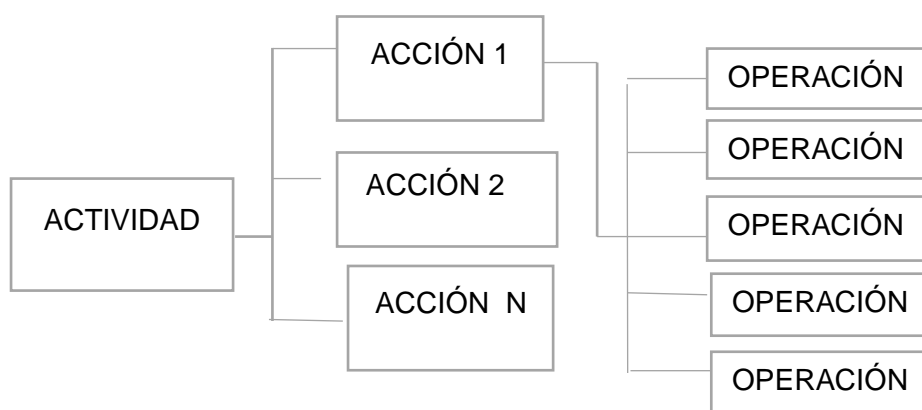 ACTIVIDAD
ACCIÓN 1
ACCIÓN 2
ACCIÓN N
OPERACIÓN
OPERACIÓN
OPERACIÓN
OPERACIÓN
OPERACIÓN